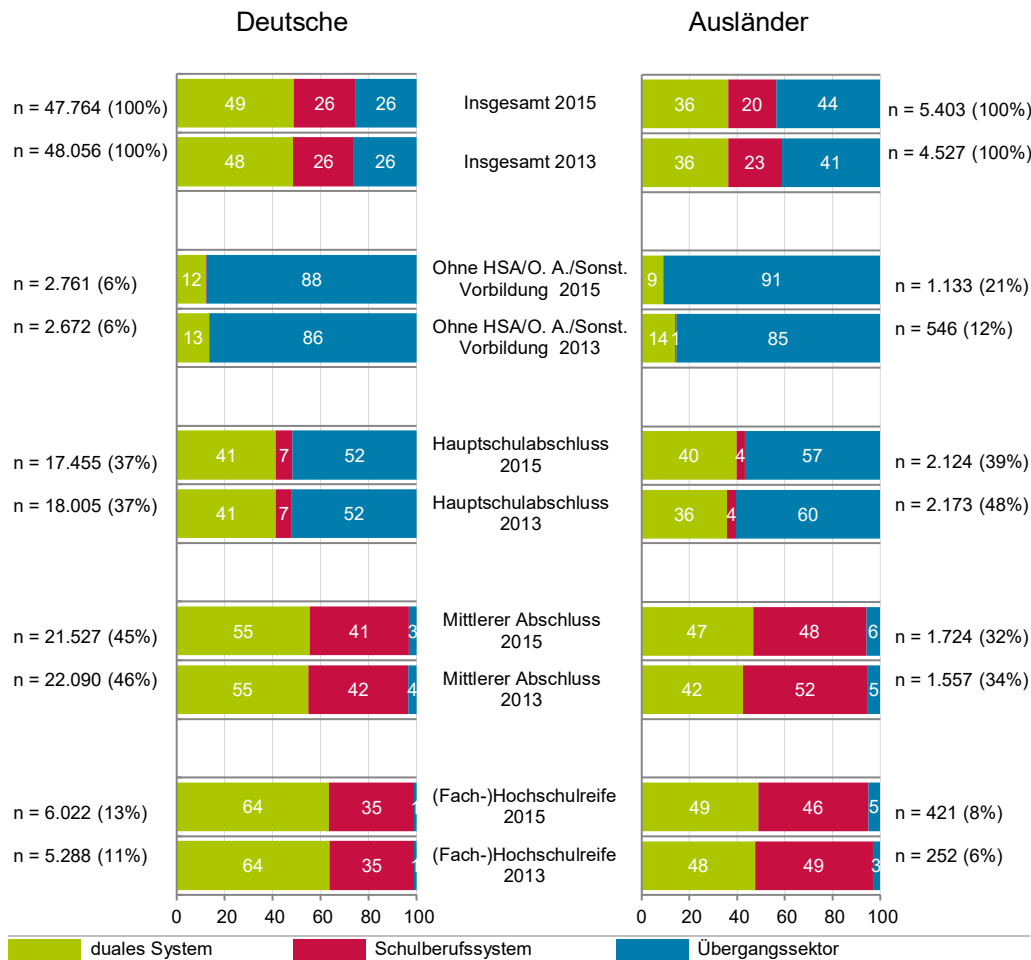 Deutsche Ausländer
n = 47.764 (100%) 49 26 26 Insgesamt 2015 36 20 44 n = 5.403 (100%)
n = 48.056 (100%) 48 26 26 Insgesamt 2013 36 23 41 n = 4.527 (100%)
n = 2.761 (6%) 12 88 Ohne HSA/O. A./Sonst.
Vorbildung 2015 9 91 n = 1.133 (21%)
n = 2.672 (6%) 13 86 Ohne HSA/O. A./Sonst.
Vorbildung 2013 14 1 85 n = 546 (12%)
n = 17.455 (37%) 41 7 52 Hauptschulabschluss
2015 40 4 57 n = 2.124 (39%)
n = 18.005 (37%) 41 7 52 Hauptschulabschluss
2013 36 4 60 n = 2.173 (48%)
n = 21.527 (45%) 55 41 3 Mittlerer Abschluss
2015 47 48 6 n = 1.724 (32%)
n = 22.090 (46%) 55 42 4 Mittlerer Abschluss
2013 42 52 5 n = 1.557 (34%)
n = 6.022 (13%) 64 35 1 (Fach-)Hochschulreife
2015 49 46 5 n = 421 (8%)
n = 5.288 (11%) 64 35 1 (Fach-)Hochschulreife
2013 48 49 3 n = 252 (6%)
0 20 40 60 80 100 0 20 40 60 80 100
duales System Schulberufssystem Übergangssektor